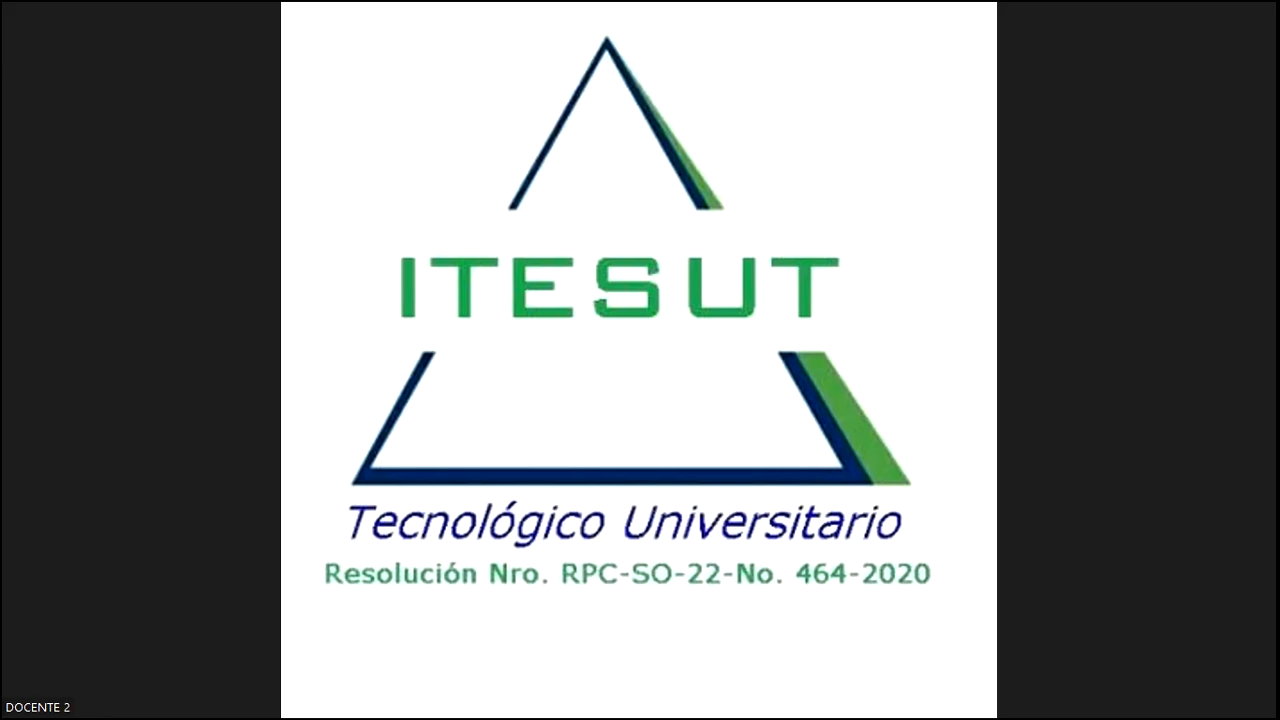 ITESUT
Tecnológico Universitario
Resolución Nro. RPC-SO-22-No. 464-2020
DOCENTE 2